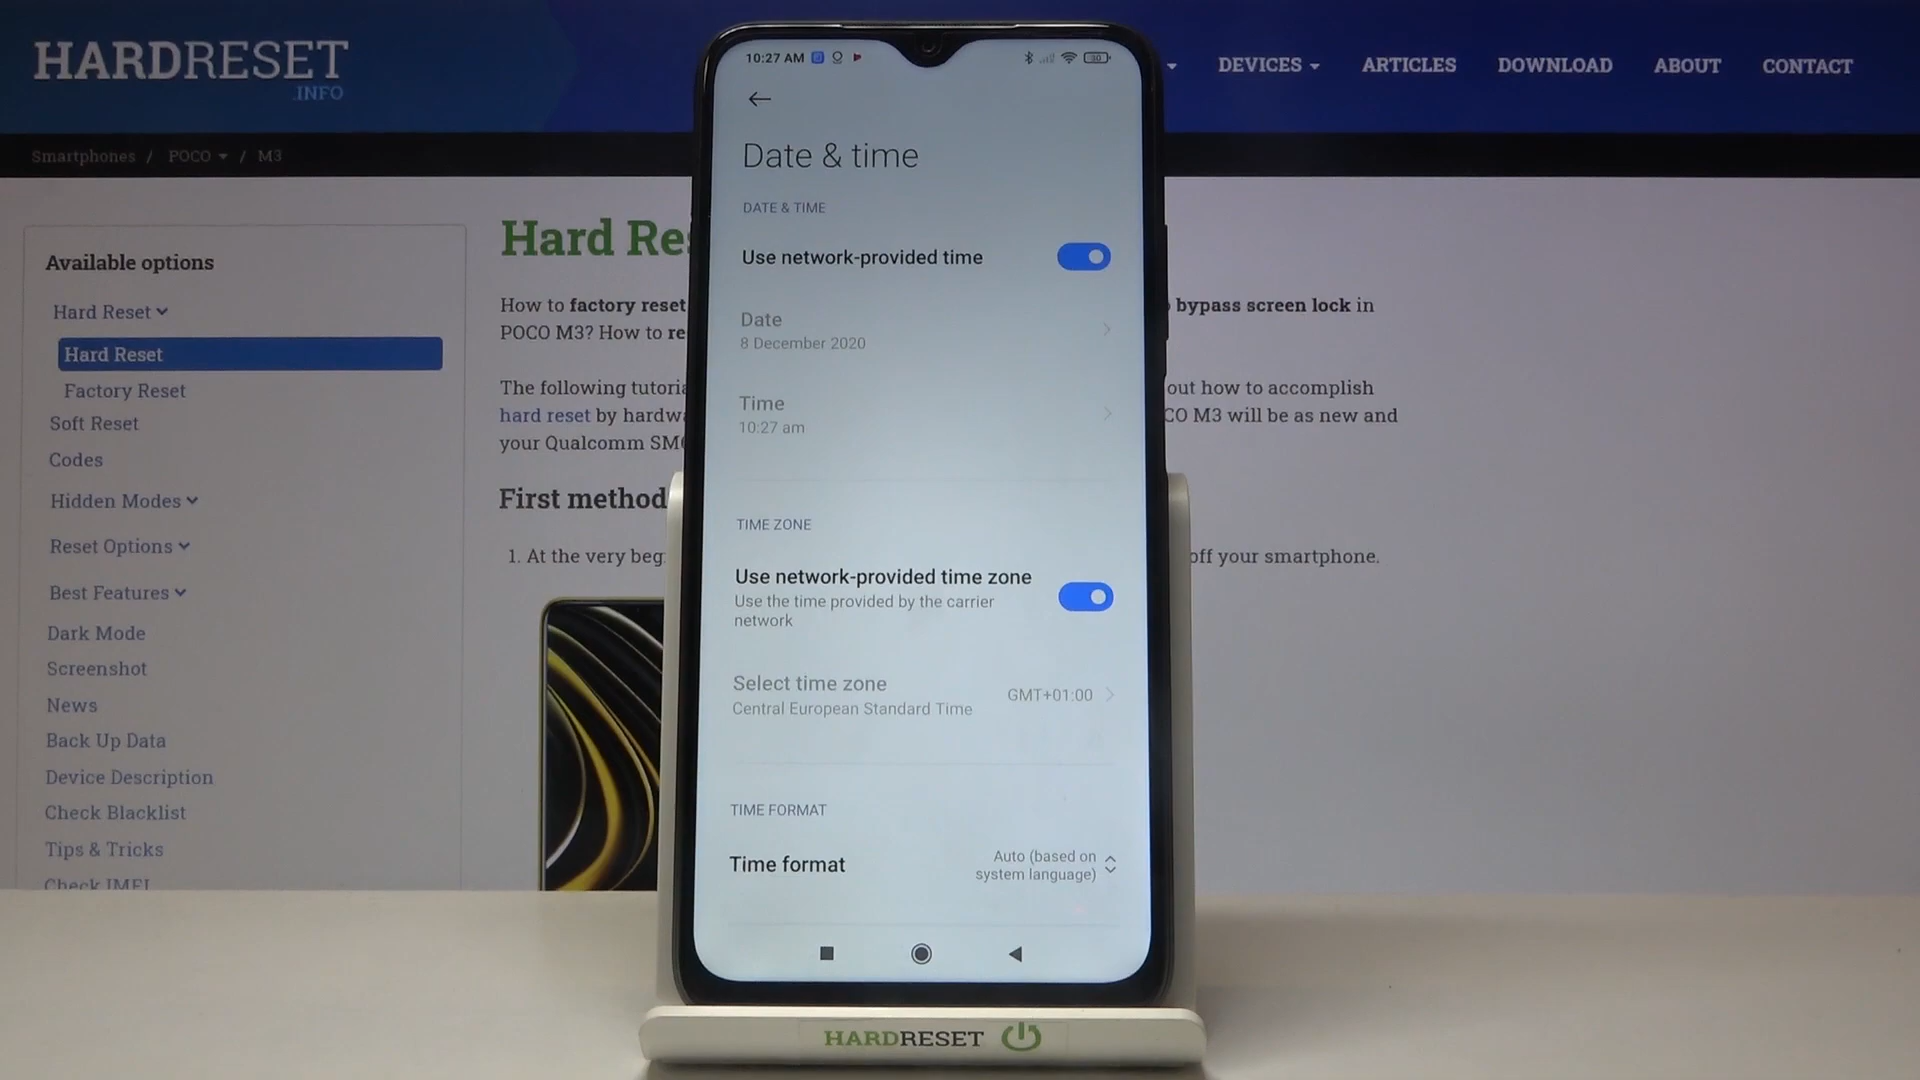 HARDRESET
.INFO
DEVICES
ARTICLES
DOWNLOAD
ABOUT
CONTACT
Smartphones / POCO / M3
Available options
Hard Reset
Hard Reset
Factory Reset
Soft Reset
Codes
Hidden Modes
Reset Options
Best Features
Dark Mode
Screenshot
News
Back Up Data
Device Description
Check Blacklist
Tips & Tricks
Check IMEI
Hard Re
How to factory reset
bypass screen lock in
POCO M3? How to re
The following tutoria
out how to accomplish
hard reset by hardwa
CO M3 will be as new and
your Qualcomm SM
First method
1. At the very beg
off your smartphone.
10:27 AM
30
Date & time
DATE & TIME
Use network-provided time
Date
8 December 2020
Time
10:27 am
TIME ZONE
Use network-provided time zone
Use the time provided by the carrier
network
Select time zone
Central European Standard Time
GMT+01:00
TIME FORMAT
Time format
Auto (based on
system language)
HARDRESET